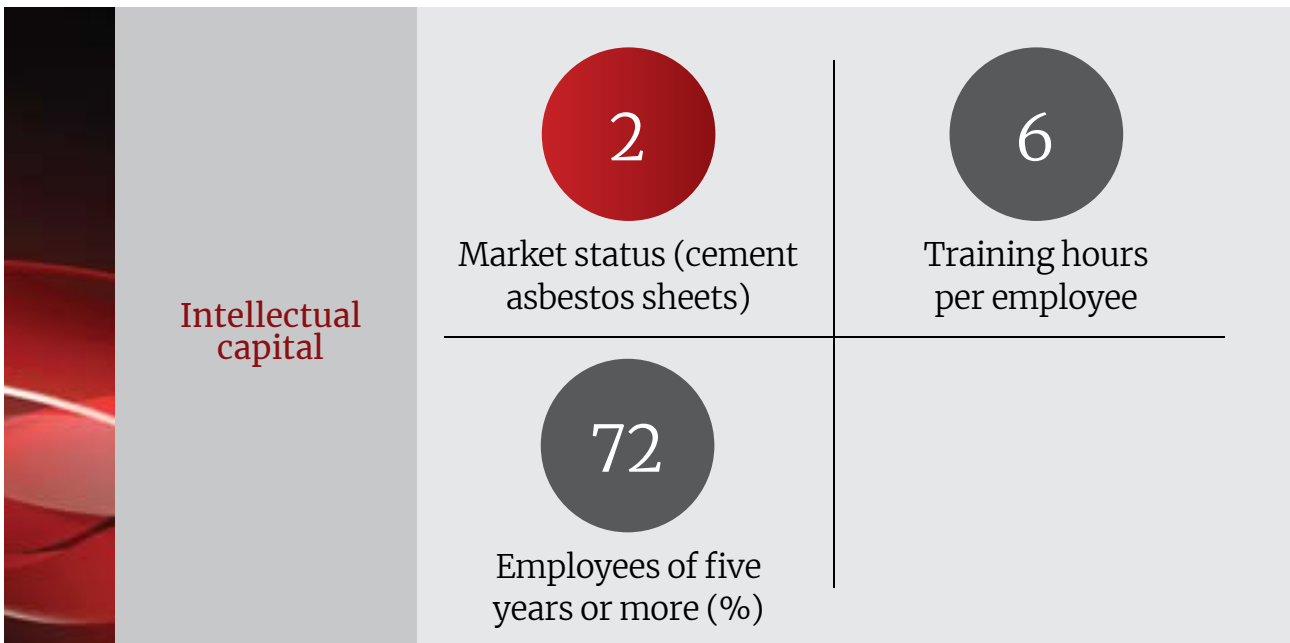 Intellectual
capital
2
Market status (cement
asbestos sheets)
6
Training hours
per employee
72
Employees of five
years or more (%)